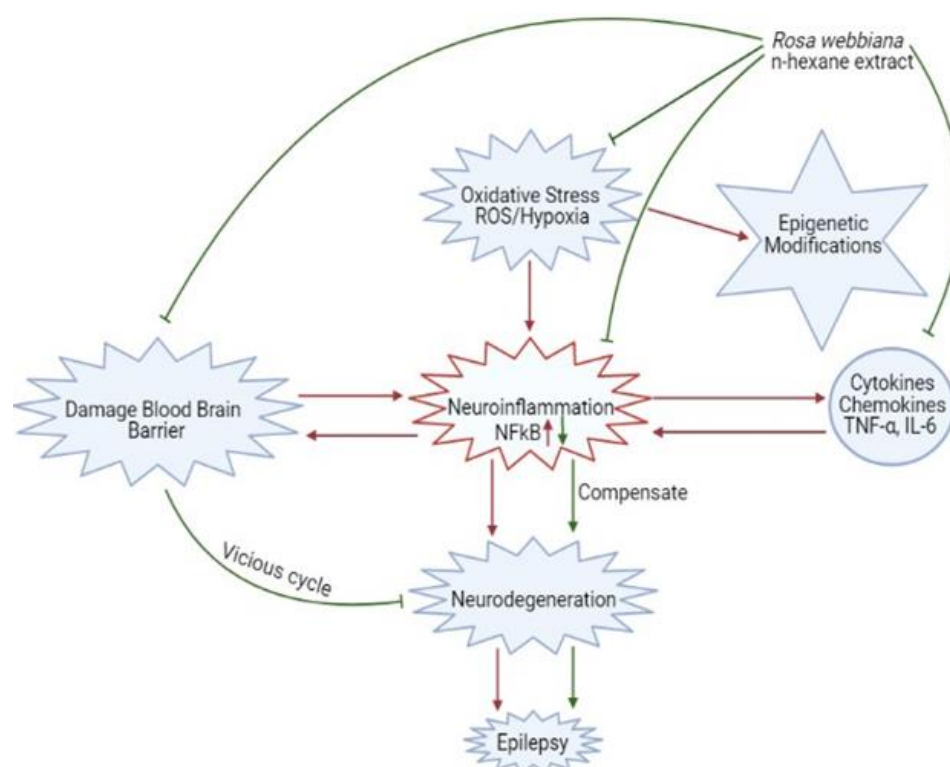 Rosa webbiana
n-hexane extract
Oxidative Stress
ROS/Hypoxia
Epigenetic
Modifications
Damage Blood Brain
Barrier
Neuroinflammation
NFkB
Cytokines
Chemokines
TNF-α, IL-6
Compensate
Vicious cycle
Neurodegeneration
Epilepsy